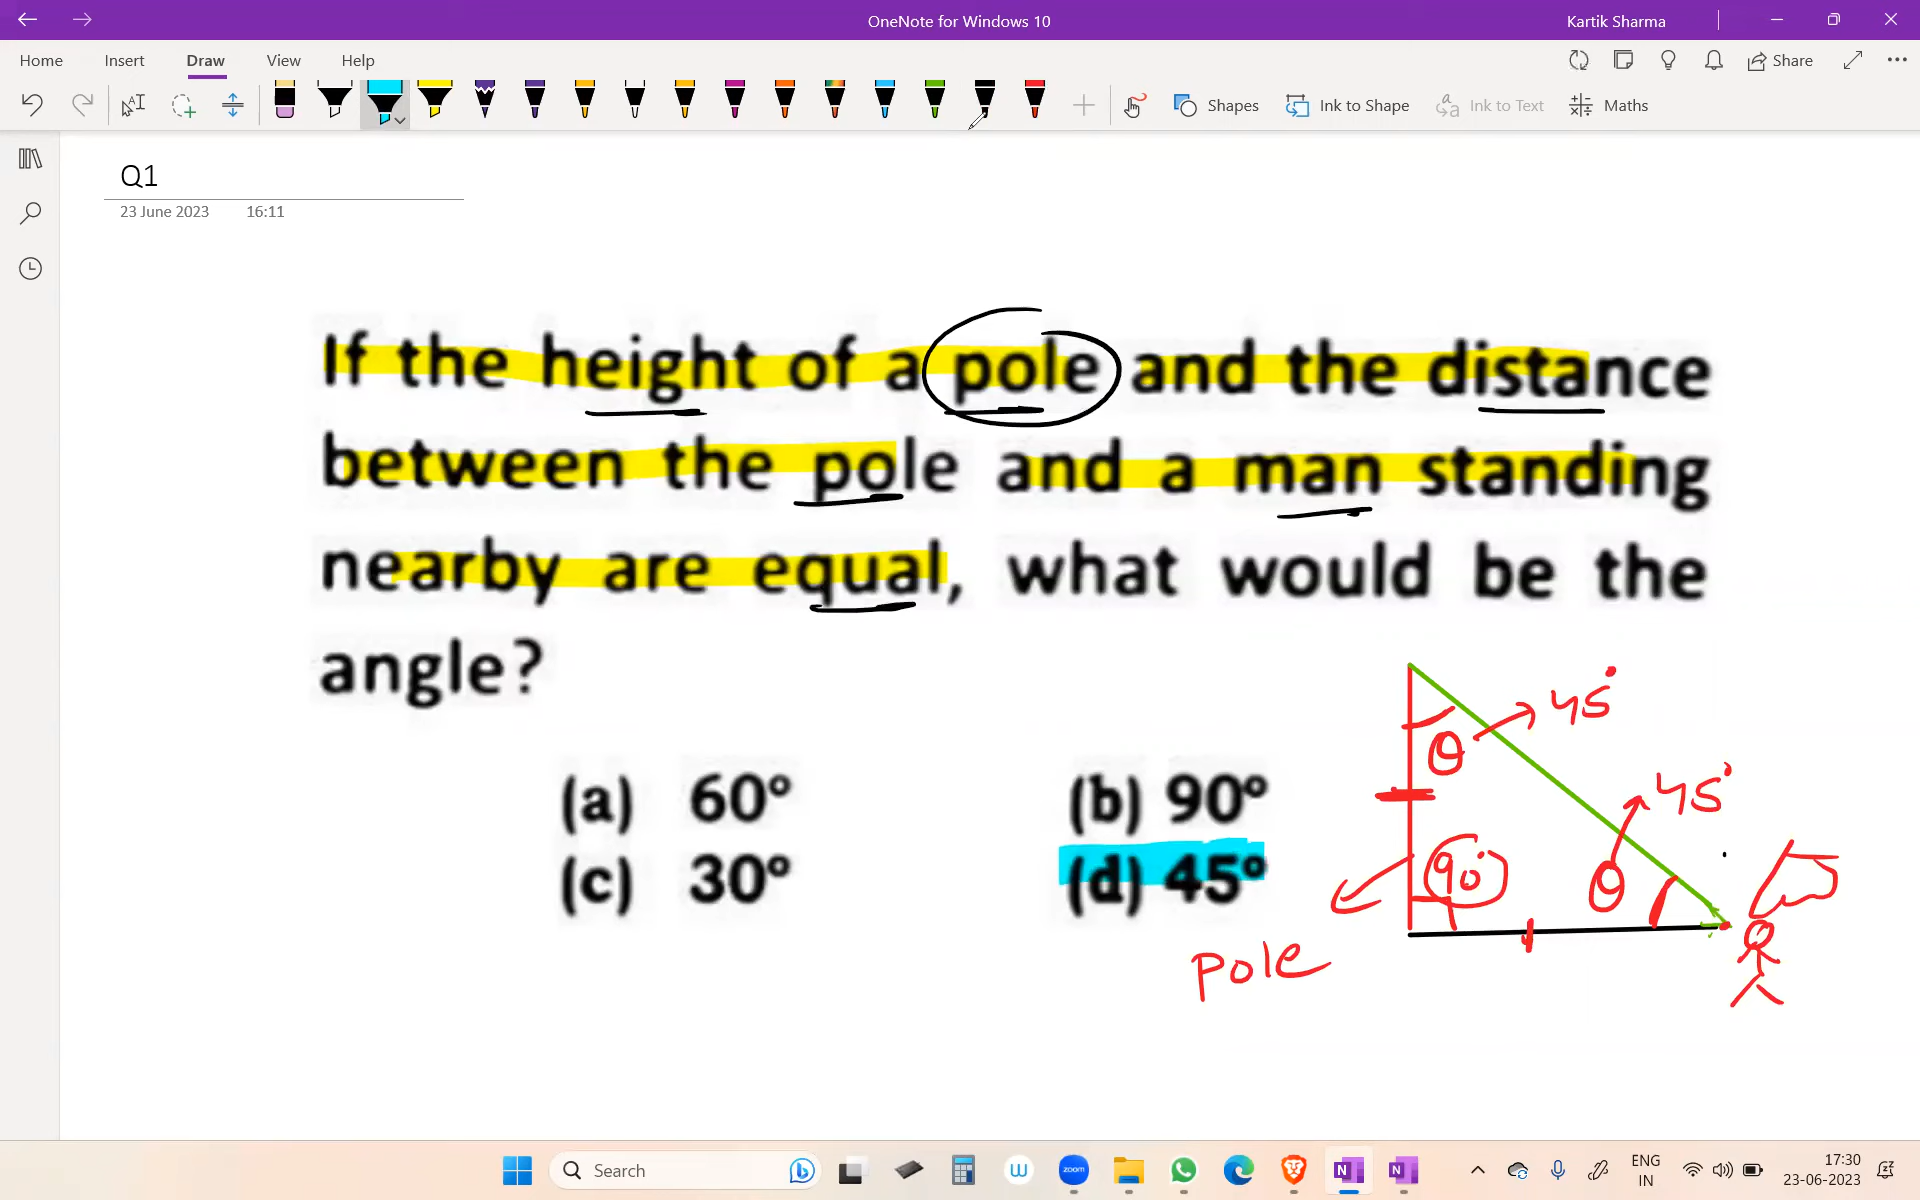 OneNote for Windows 10
Kartik Sharma
Home Insert Draw View Help
Share
Shapes Ink to Shape Ink to Text Maths
Q1
23 June 2023 16:11
If the height of a pole and the distance
between the pole and a man standing
nearby are equal, what would be the
angle?
(a) 60° (b) 90°
(c) 30° (d) 45°
45°
θ
45°
90°
θ
Pole
Search
zoom
ENG
IN
17:30
23-06-2023